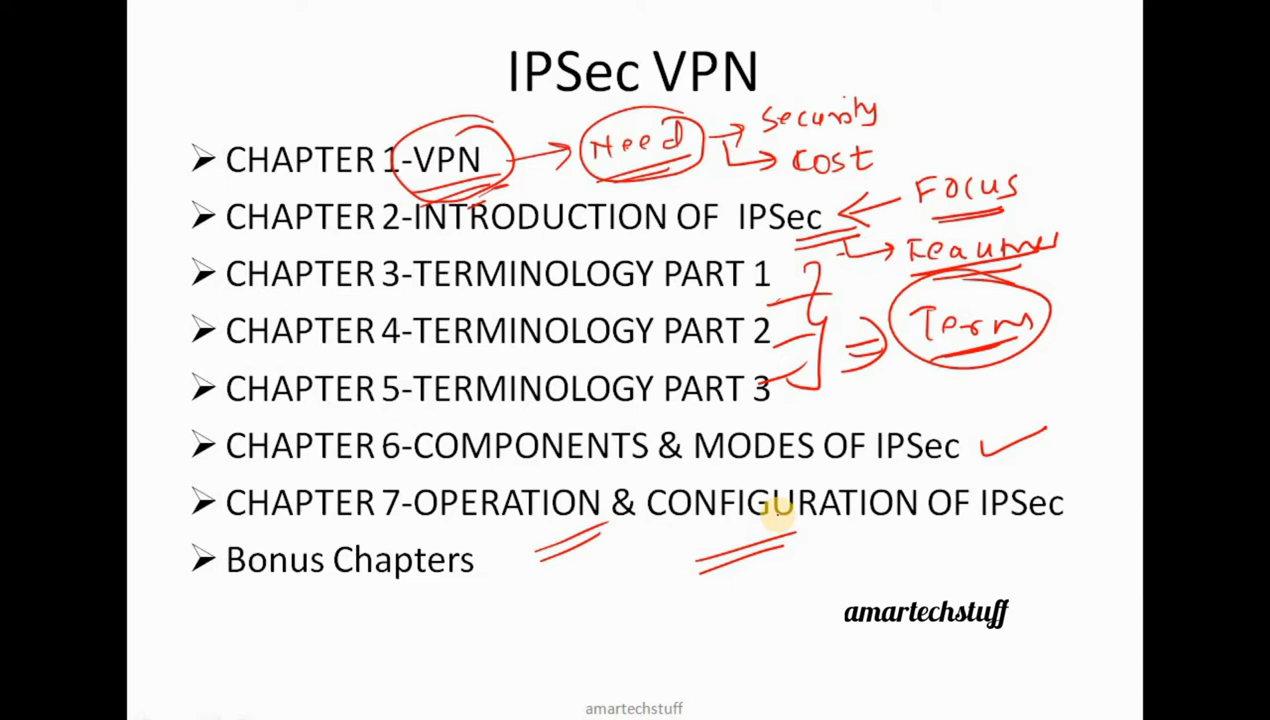 IPSec VPN
➢ CHAPTER 1-VPN → Need → Security
→ Cost
➢ CHAPTER 2-INTRODUCTION OF IPSec ← Focus
→ Features
➢ CHAPTER 3-TERMINOLOGY PART 1
➢ CHAPTER 4-TERMINOLOGY PART 2 Terms
➢ CHAPTER 5-TERMINOLOGY PART 3
➢ CHAPTER 6-COMPONENTS & MODES OF IPSec ✓
➢ CHAPTER 7-OPERATION & CONFIGURATION OF IPSec
➢ Bonus Chapters
amartechstuff
amartechstuff